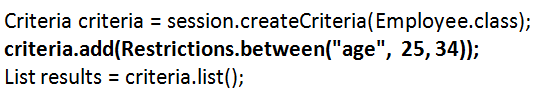 Criteria criteria = session.createCriteria(Employee.class);
criteria.add(Restrictions.between("age", 25, 34));
List results = criteria.list();